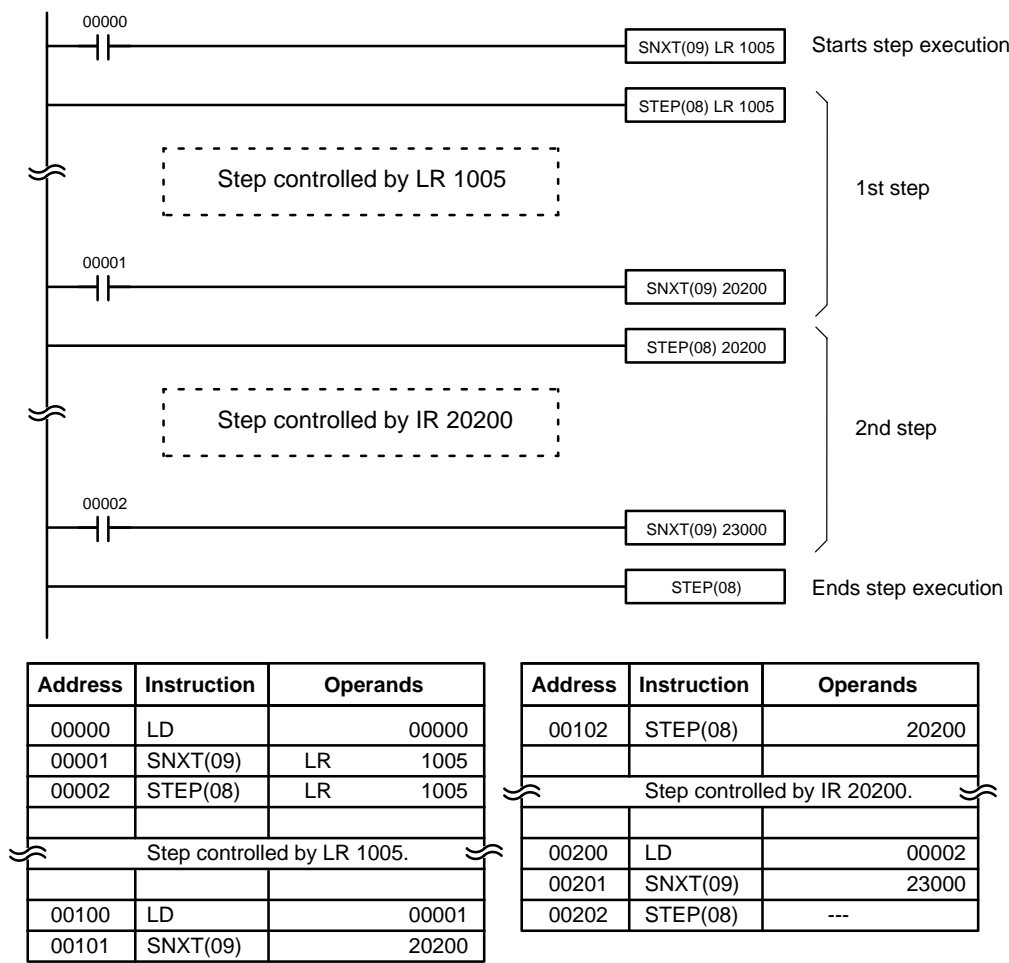 00000
SNXT(09) LR 1005 Starts step execution
STEP(08) LR 1005
Step controlled by LR 1005
1st step
00001
SNXT(09) 20200
STEP(08) 20200
Step controlled by IR 20200
2nd step
00002
SNXT(09) 23000
STEP(08) Ends step execution
Address Instruction Operands
00000 LD 00000
00001 SNXT(09) LR 1005
00002 STEP(08) LR 1005
Step controlled by LR 1005.
00100 LD 00001
00101 SNXT(09) 20200
Address Instruction Operands
00102 STEP(08) 20200
Step controlled by IR 20200.
00200 LD 00002
00201 SNXT(09) 23000
00202 STEP(08) ---